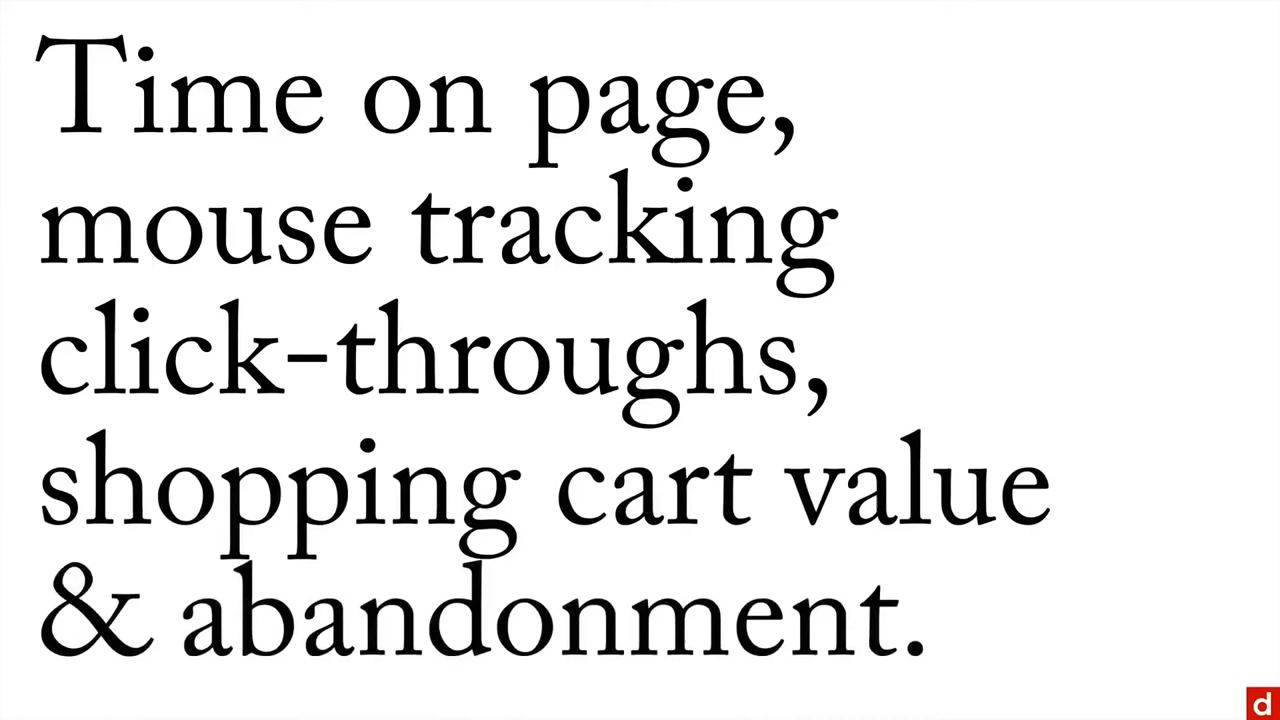 Time on page,
mouse tracking
click-throughs,
shopping cart value
& abandonment.
d